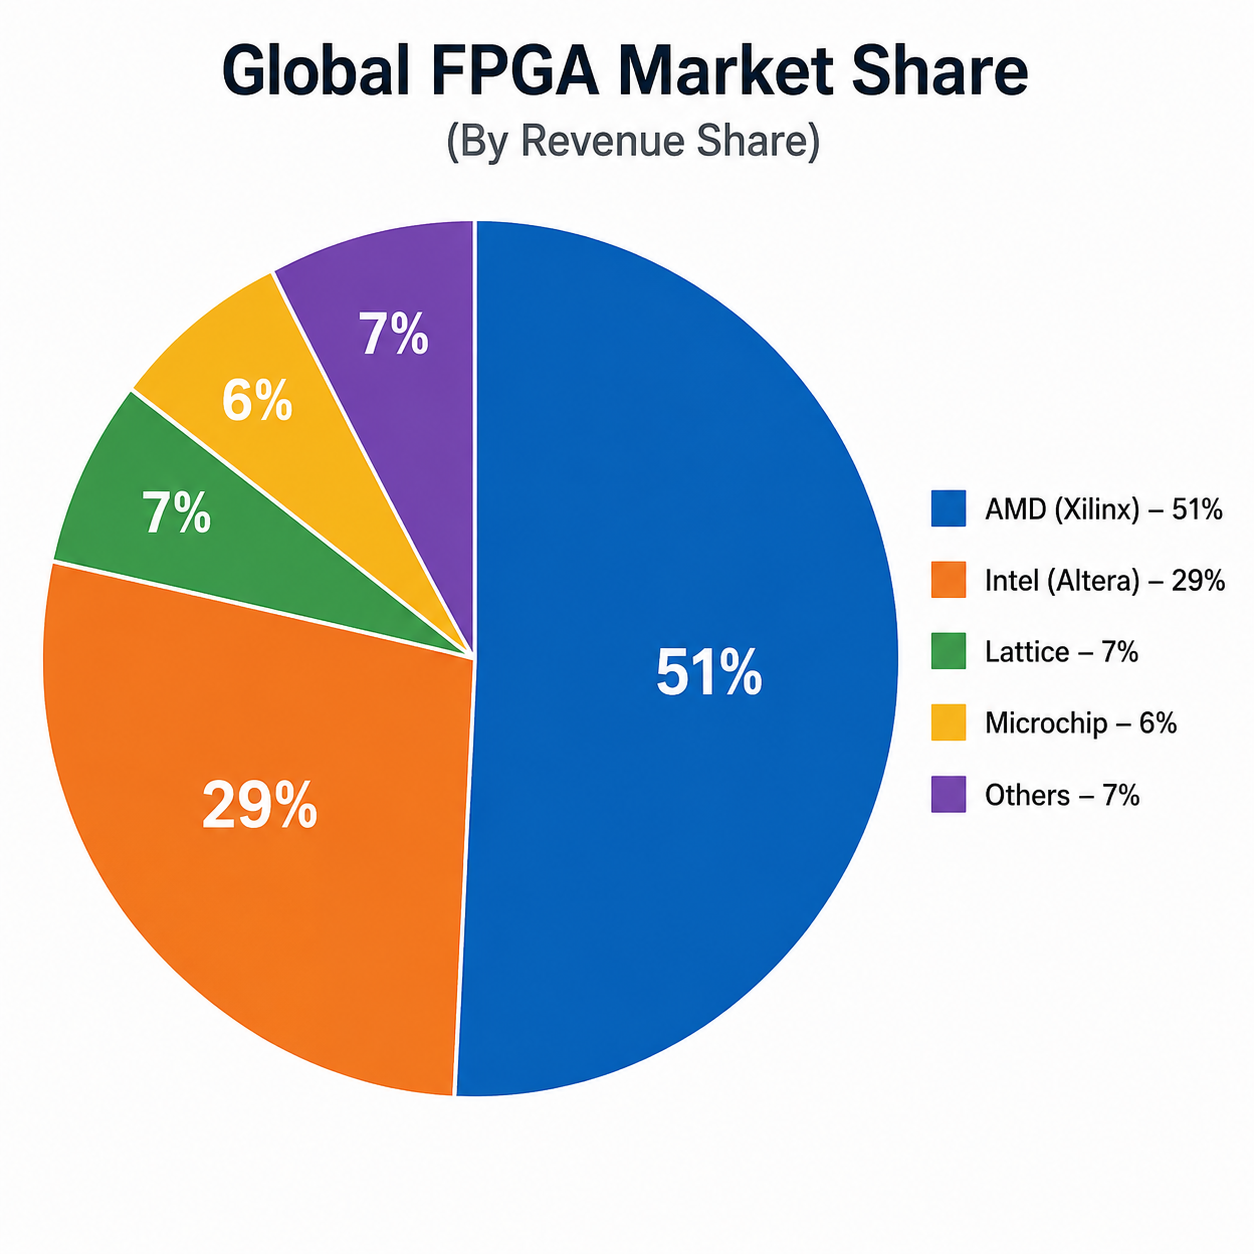 Global FPGA Market Share
(By Revenue Share)
7%
6%
7%
51%
29%
AMD (Xilinx) – 51%
Intel (Altera) – 29%
Lattice – 7%
Microchip – 6%
Others – 7%